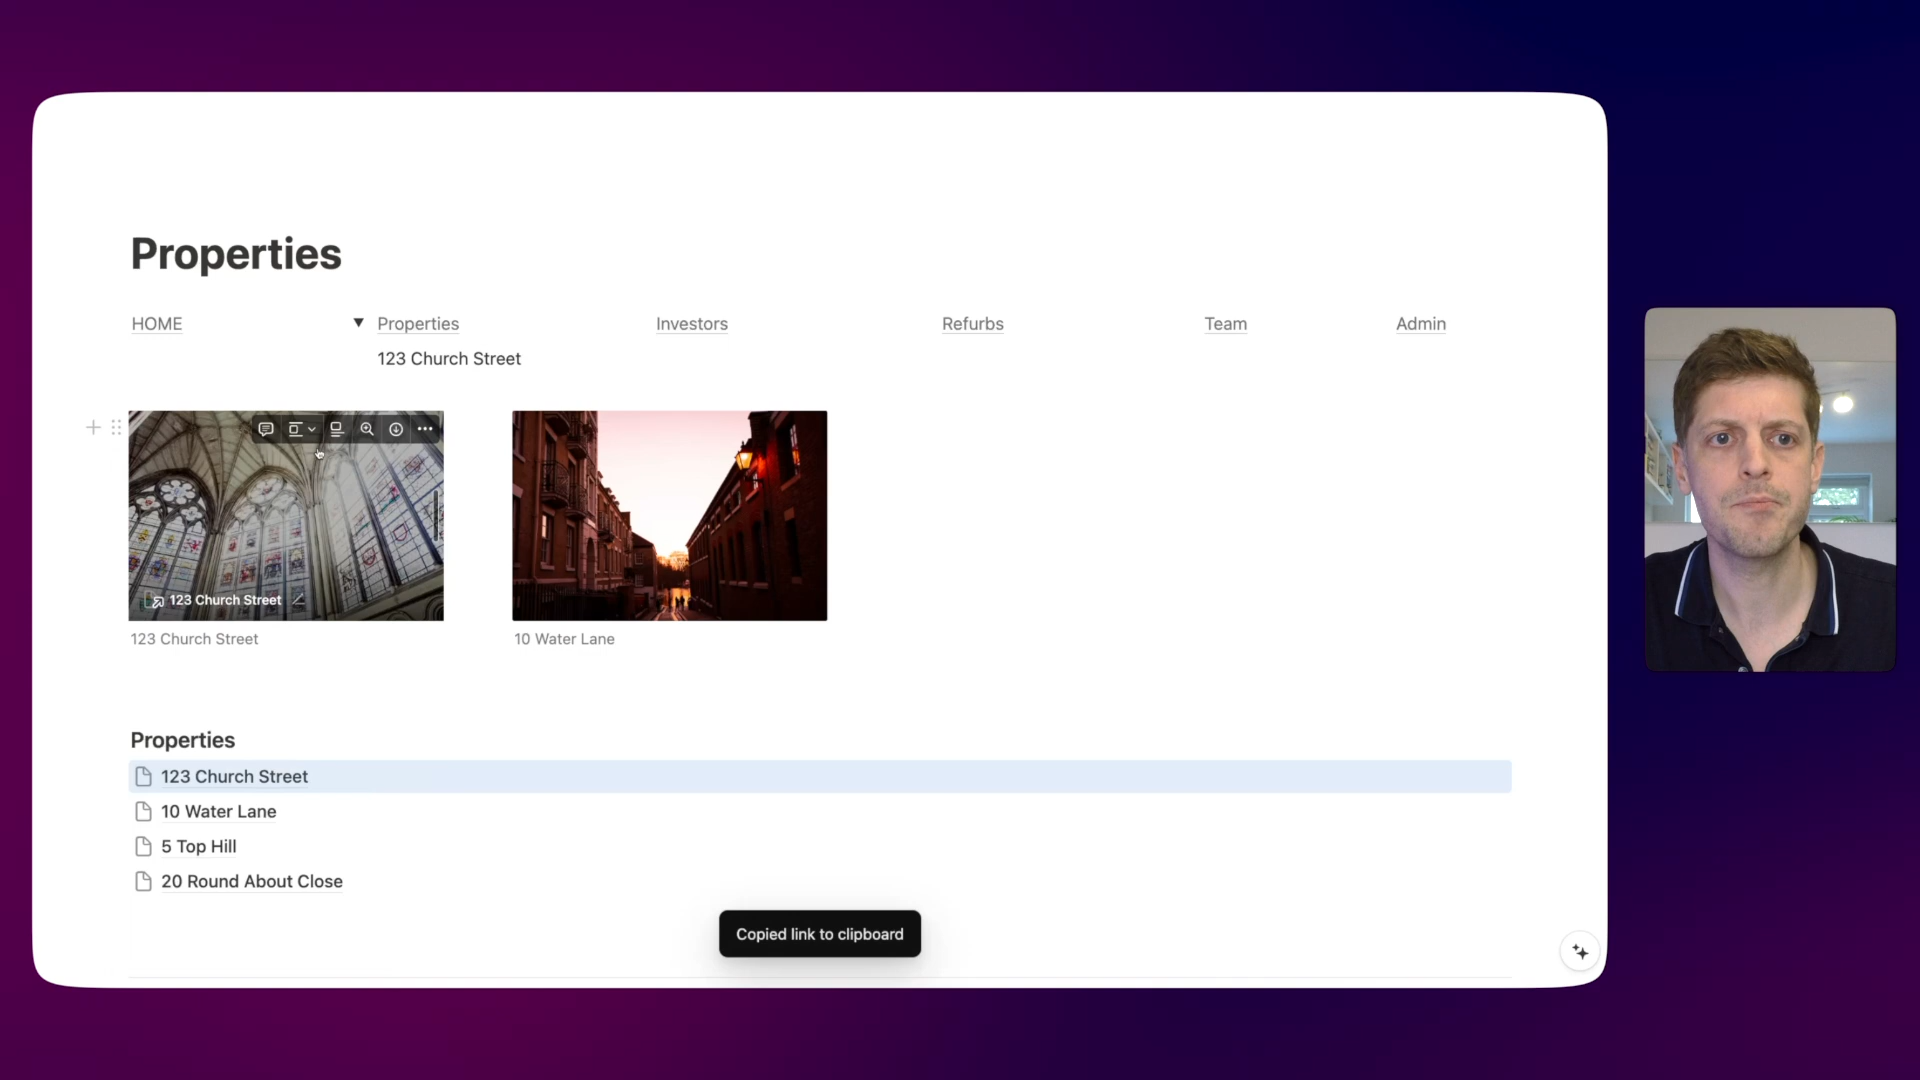 Properties
HOME
Properties
Investors
Refurbs
Team
Admin
123 Church Street
123 Church Street
123 Church Street
10 Water Lane
Properties
123 Church Street
10 Water Lane
5 Top Hill
20 Round About Close
Copied link to clipboard